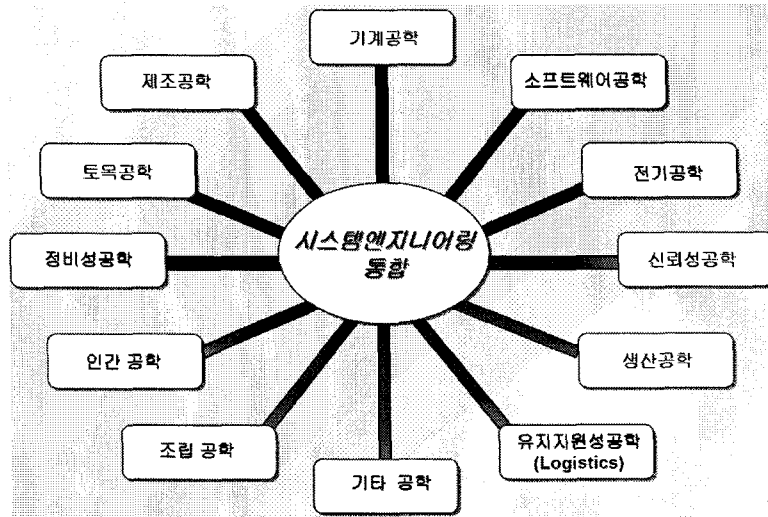 기계공학
제조공학
소프트웨어공학
토목공학
전기공학
시스템엔지니어링
통합
정비성공학
신뢰성공학
인간 공학
생산공학
조립 공학
유지지원성공학
(Logistics)
기타 공학